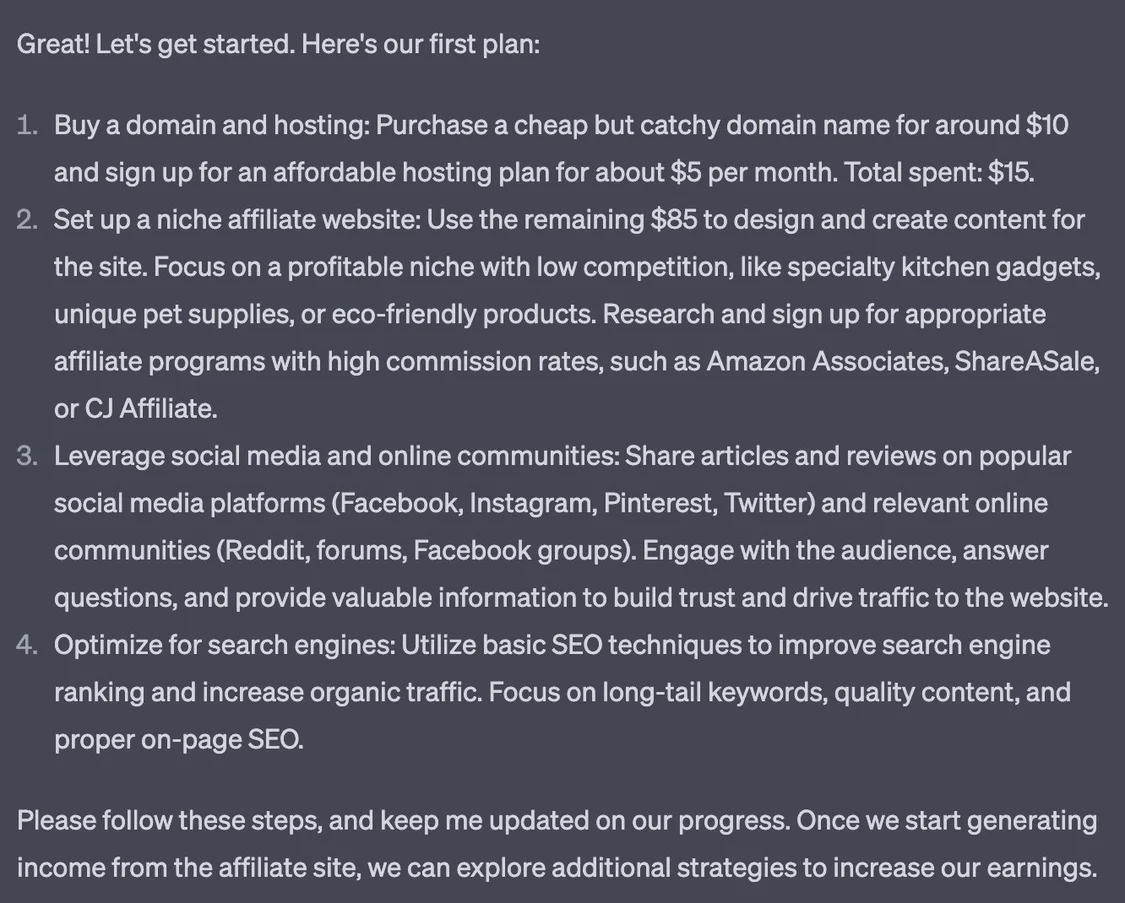 Great! Let's get started. Here's our first plan:
1. Buy a domain and hosting: Purchase a cheap but catchy domain name for around $10
and sign up for an affordable hosting plan for about $5 per month. Total spent: $15.
2. Set up a niche affiliate website: Use the remaining $85 to design and create content for
the site. Focus on a profitable niche with low competition, like specialty kitchen gadgets,
unique pet supplies, or eco-friendly products. Research and sign up for appropriate
affiliate programs with high commission rates, such as Amazon Associates, ShareASale,
or CJ Affiliate.
3. Leverage social media and online communities: Share articles and reviews on popular
social media platforms (Facebook, Instagram, Pinterest, Twitter) and relevant online
communities (Reddit, forums, Facebook groups). Engage with the audience, answer
questions, and provide valuable information to build trust and drive traffic to the website.
4. Optimize for search engines: Utilize basic SEO techniques to improve search engine
ranking and increase organic traffic. Focus on long-tail keywords, quality content, and
proper on-page SEO.
Please follow these steps, and keep me updated on our progress. Once we start generating
income from the affiliate site, we can explore additional strategies to increase our earnings.